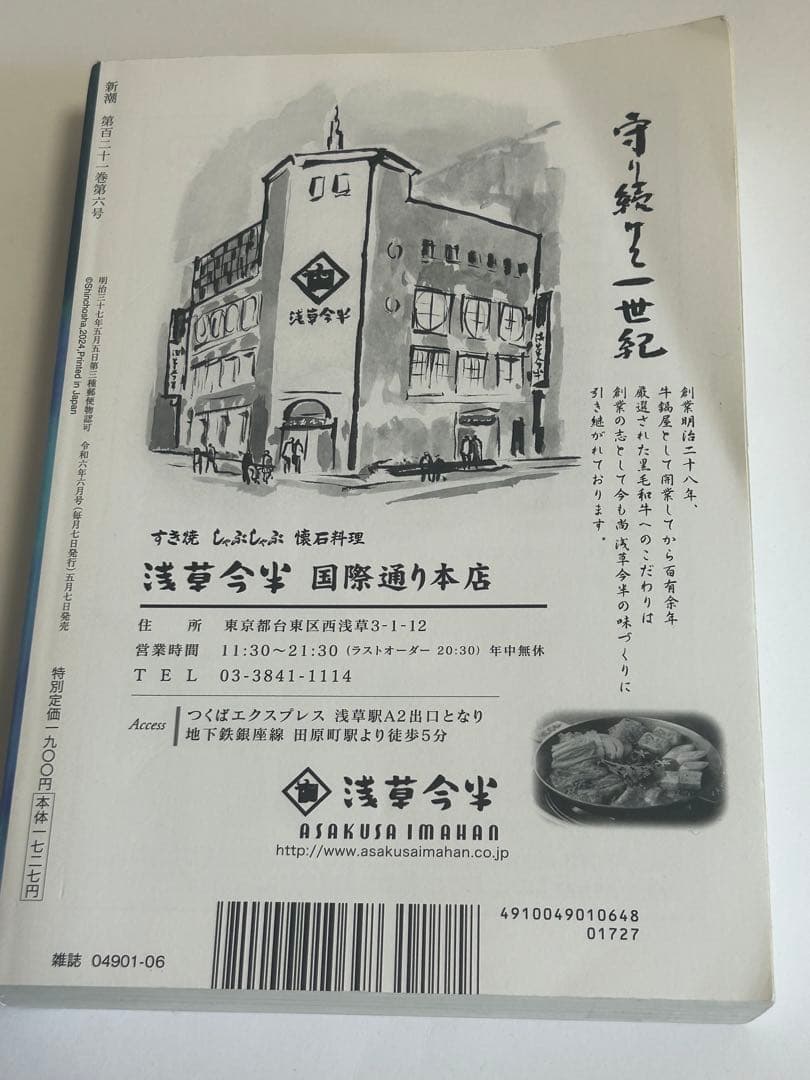 新潮 第百二十一巻第六号
明治三十七年五月五日第三種郵便物認可 令和六年六月号(毎月七日発行)五月七日発売
©Shinchosha,2024,Printed in Japan
特別定価一九〇〇円 本体一七二七円
守り続けて一世紀
創業明治二十八年、
牛鍋屋として開業してから百有余年
厳選された黒毛和牛へのこだわりは
創業の志として今も尚 浅草今半の味づくりに
引き継がれております。
浅草今半
浅草今半
浅草今半
すき焼 しゃぶしゃぶ 懐石料理
浅草今半 国際通り本店
住 所 東京都台東区西浅草3-1-12
営業時間 11:30〜21:30(ラストオーダー 20:30) 年中無休
TEL 03-3841-1114
Access
つくばエクスプレス 浅草駅A2出口となり
地下鉄銀座線 田原町駅より徒歩5分
浅草今半
ASAKUSA IMAHAN
http://www.asakusaimahan.co.jp
4910049010648
01727
雑誌 04901-06